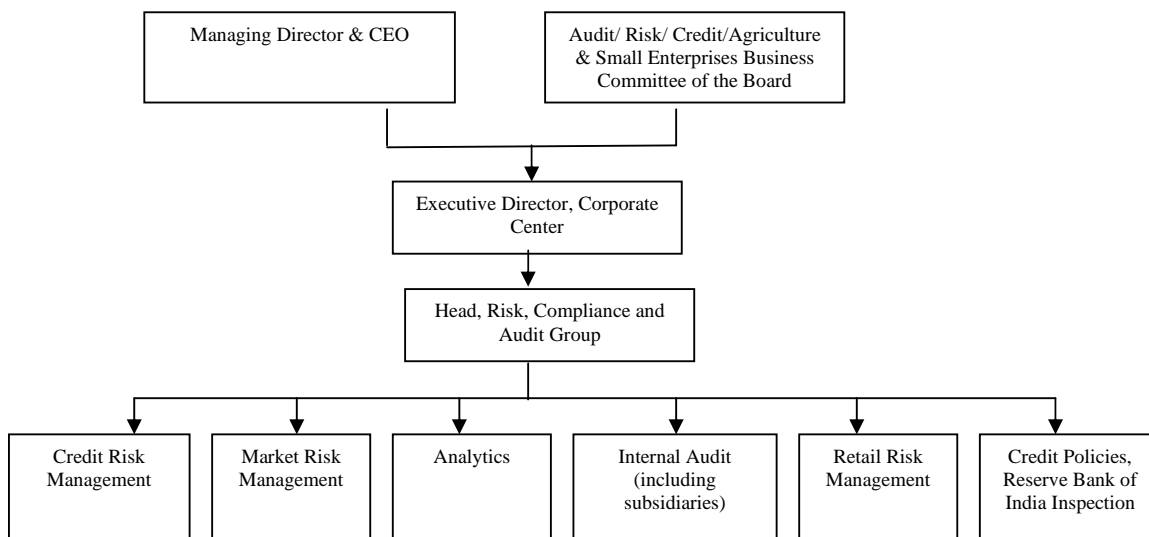 Managing Director & CEO
Audit/ Risk/ Credit/Agriculture
& Small Enterprises Business
Committee of the Board
Executive Director, Corporate
Center
Head, Risk, Compliance and
Audit Group
Credit Risk
Management
Market Risk
Management
Analytics
Internal Audit
(including
subsidiaries)
Retail Risk
Management
Credit Policies,
Reserve Bank of
India Inspection